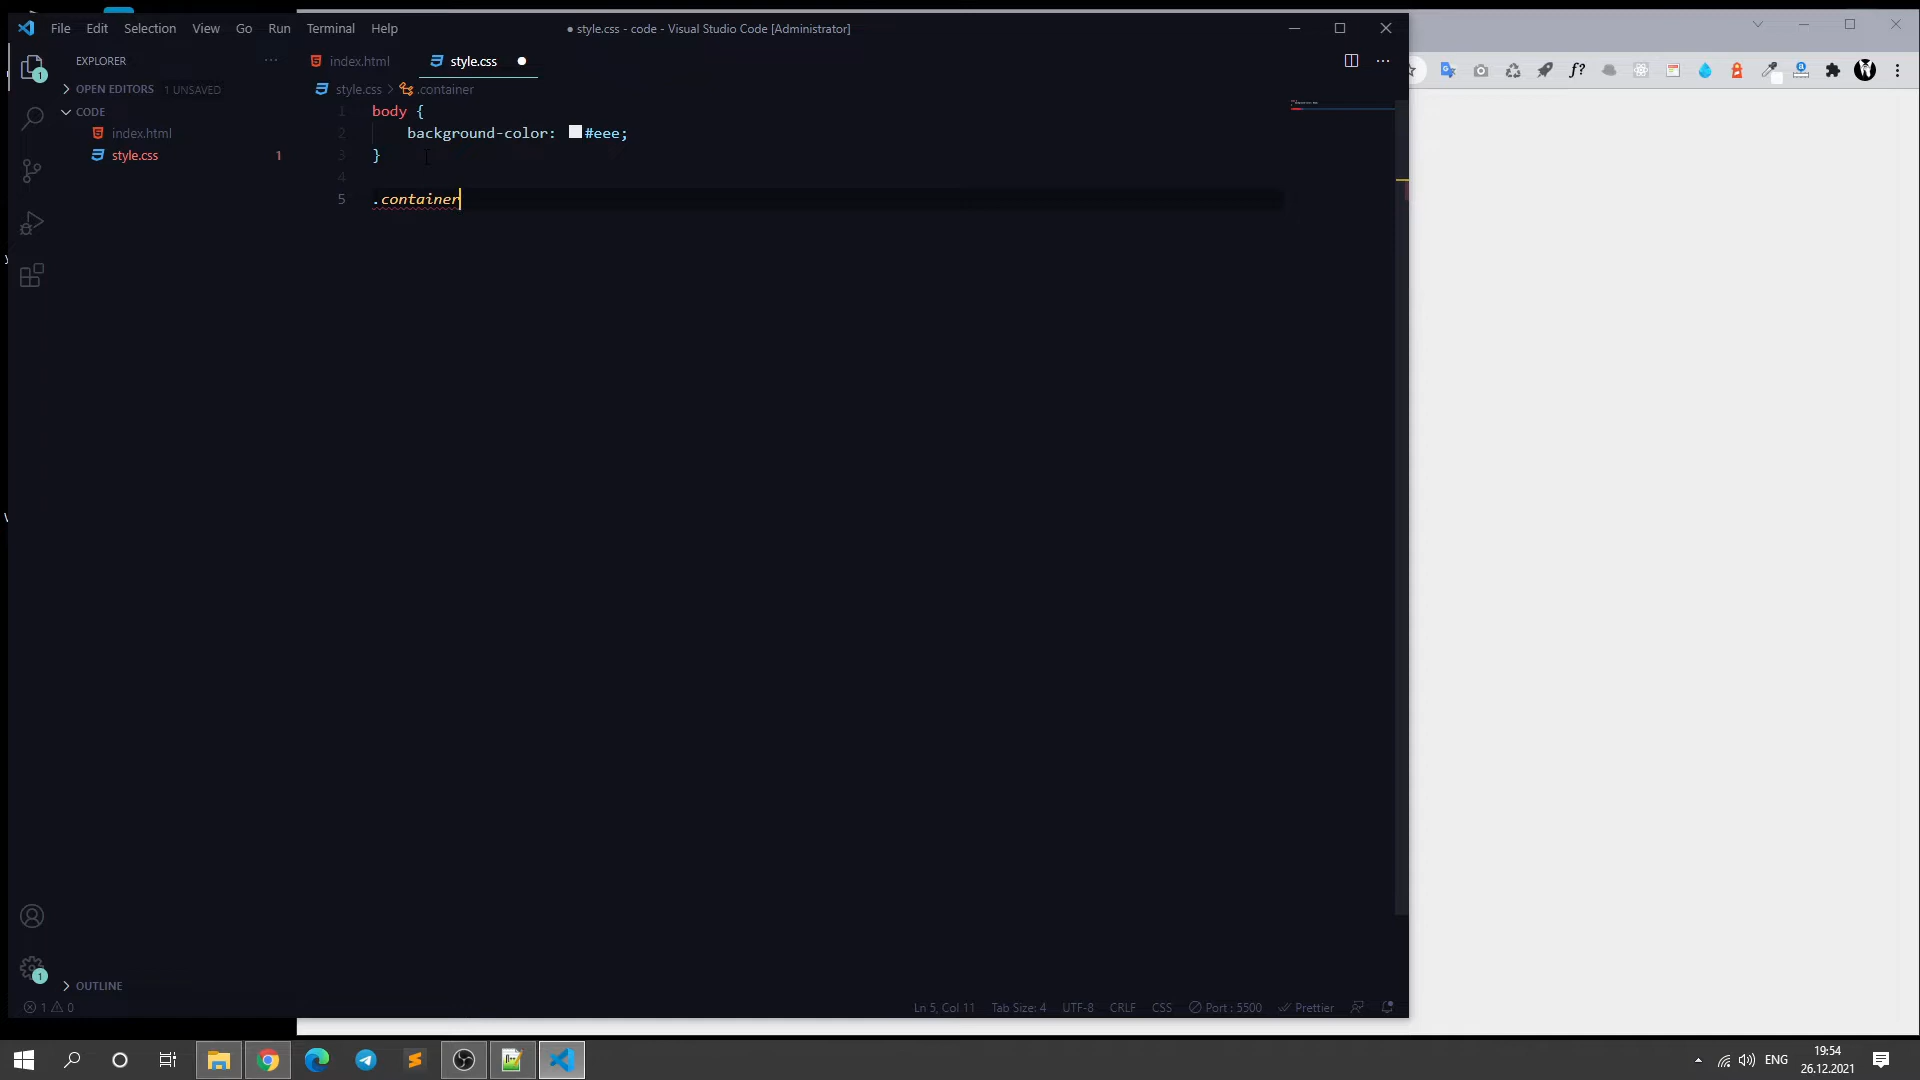 File Edit Selection View Go Run Terminal Help
● style.css - code - Visual Studio Code [Administrator]
EXPLORER
index.html
style.css
OPEN EDITORS 1 UNSAVED
style.css > .container
CODE
index.html
style.css 1
1 body {
2 background-color: #eee;
3 }
4
5 .container
OUTLINE
1 0
Ln 5, Col 11 Tab Size: 4 UTF-8 CRLF CSS Port : 5500 Prettier
ENG
19:54
26.12.2021